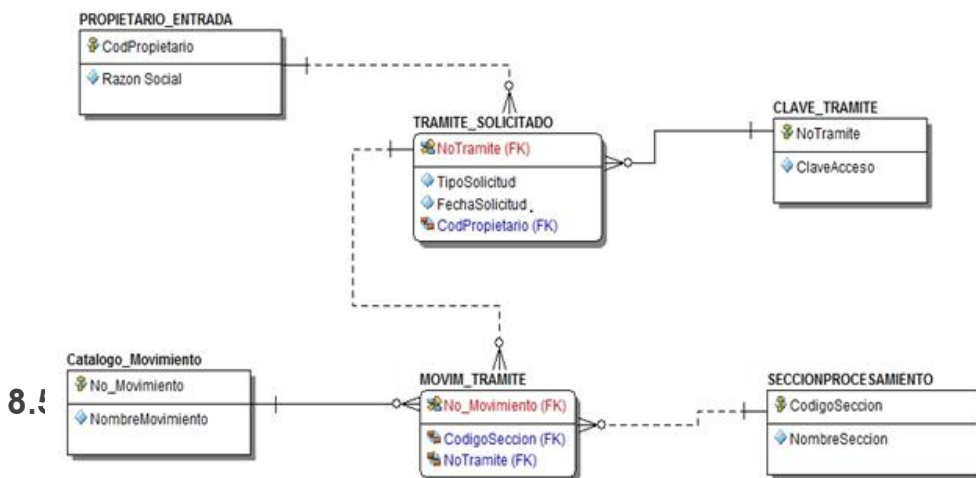 PROPIETARIO_ENTRADA
CodPropietario
Razon Social
TRAMITE_SOLICITADO
NoTramite (FK)
TipoSolicitud
FechaSolicitud
CodPropietario (FK)
CLAVE_TRAMITE
NoTramite
ClaveAcceso
Catalogo_Movimiento
No_Movimiento
NombreMovimiento
MOVIM_TRAMITE
No_Movimiento (FK)
CodigoSeccion (FK)
NoTramite (FK)
SECCIONPROCESAMIENTO
CodigoSeccion
NombreSeccion